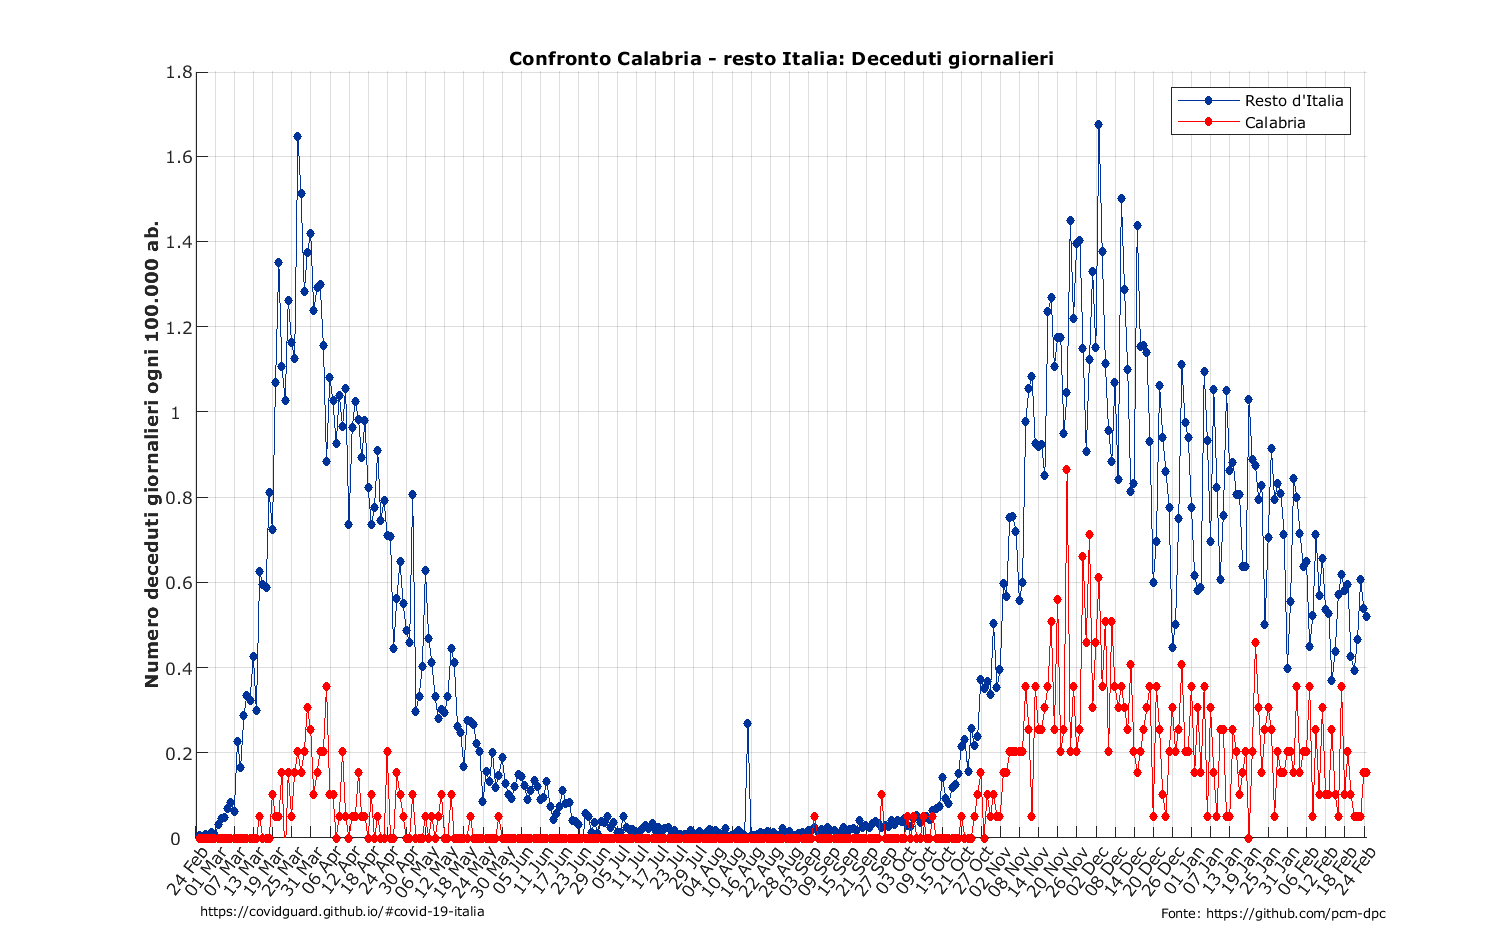 Confronto Calabria - resto Italia: Deceduti giornalieri
Numero deceduti giornalieri ogni 100.000 ab.
1.8
1.6
1.4
1.2
1
0.8
0.6
0.4
0.2
0
Resto d'Italia
Calabria
24 Feb
01 Mar
07 Mar
13 Mar
19 Mar
25 Mar
31 Mar
06 Apr
12 Apr
18 Apr
24 Apr
30 Apr
06 May
12 May
18 May
24 May
30 May
05 Jun
11 Jun
17 Jun
23 Jun
29 Jun
05 Jul
11 Jul
17 Jul
23 Jul
29 Jul
04 Aug
10 Aug
16 Aug
22 Aug
28 Aug
03 Sep
09 Sep
15 Sep
21 Sep
27 Sep
03 Oct
09 Oct
15 Oct
21 Oct
27 Oct
02 Nov
08 Nov
14 Nov
20 Nov
26 Nov
02 Dec
08 Dec
14 Dec
20 Dec
26 Dec
01 Jan
07 Jan
13 Jan
19 Jan
25 Jan
31 Jan
06 Feb
12 Feb
18 Feb
24 Feb
https://covidguard.github.io/#covid-19-italia
Fonte: https://github.com/pcm-dpc